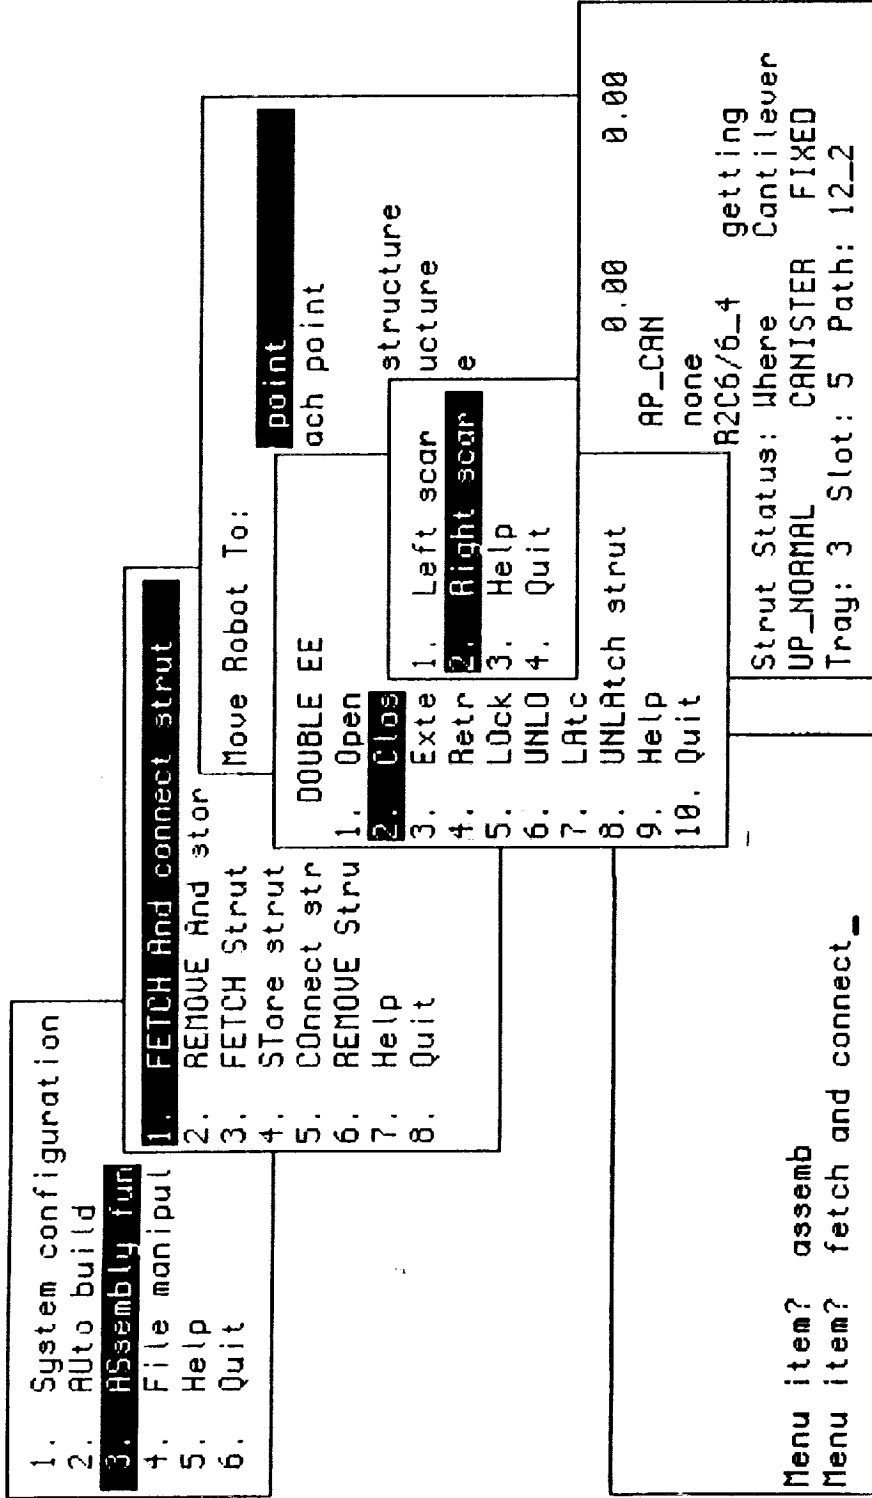 1. System configuration
2. AUto build
3. ASsembly fun
4. File manipul
5. Help
6. Quit
1. FETCH And connect strut
2. REMOVE And stor
3. FETCH Strut
4. STore strut
5. COnnect str
6. REMOVE Stru
7. Help
8. Quit
Move Robot To:
point
ach point
structure
ucture
e
DOUBLE EE
1. Open
2. Clos
3. Exte
4. Retr
5. LOck
6. UNLO
7. LAtc
8. UNLAtch strut
9. Help
10. Quit
1. Left scar
2. Right scar
3. Help
4. Quit
0.00 0.00
AP_CAN
none
R2C6/6_4 getting
Strut Status: Where Cantilever
UP_NORMAL CANISTER FIXED
Tray: 3 Slot: 5 Path: 12_2
Menu item? assemb
Menu item? fetch and connect_